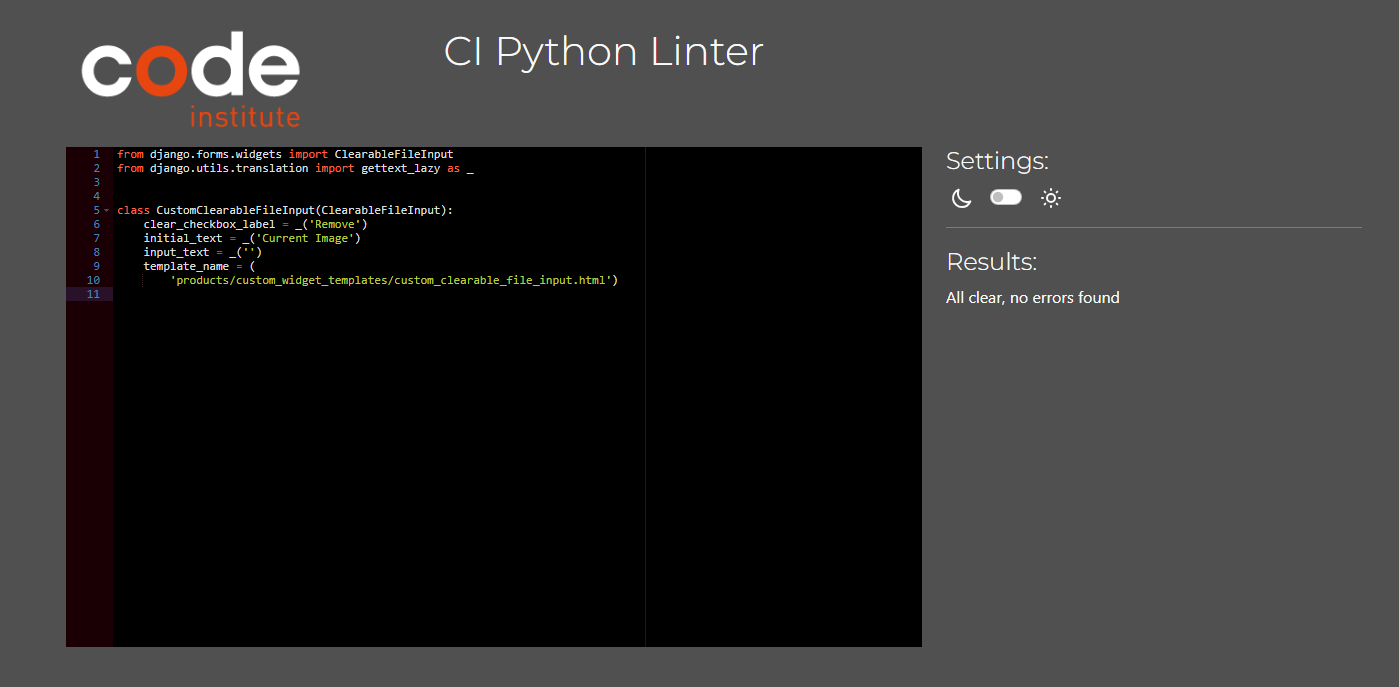 code
institute
CI Python Linter
1 from django.forms.widgets import ClearableFileInput
2 from django.utils.translation import gettext_lazy as _
3
4
5 class CustomClearableFileInput(ClearableFileInput):
6     clear_checkbox_label = _('Remove')
7     initial_text = _('Current Image')
8     input_text = _('')
9     template_name = (
10         'products/custom_widget_templates/custom_clearable_file_input.html')
11
Settings:
Results:
All clear, no errors found